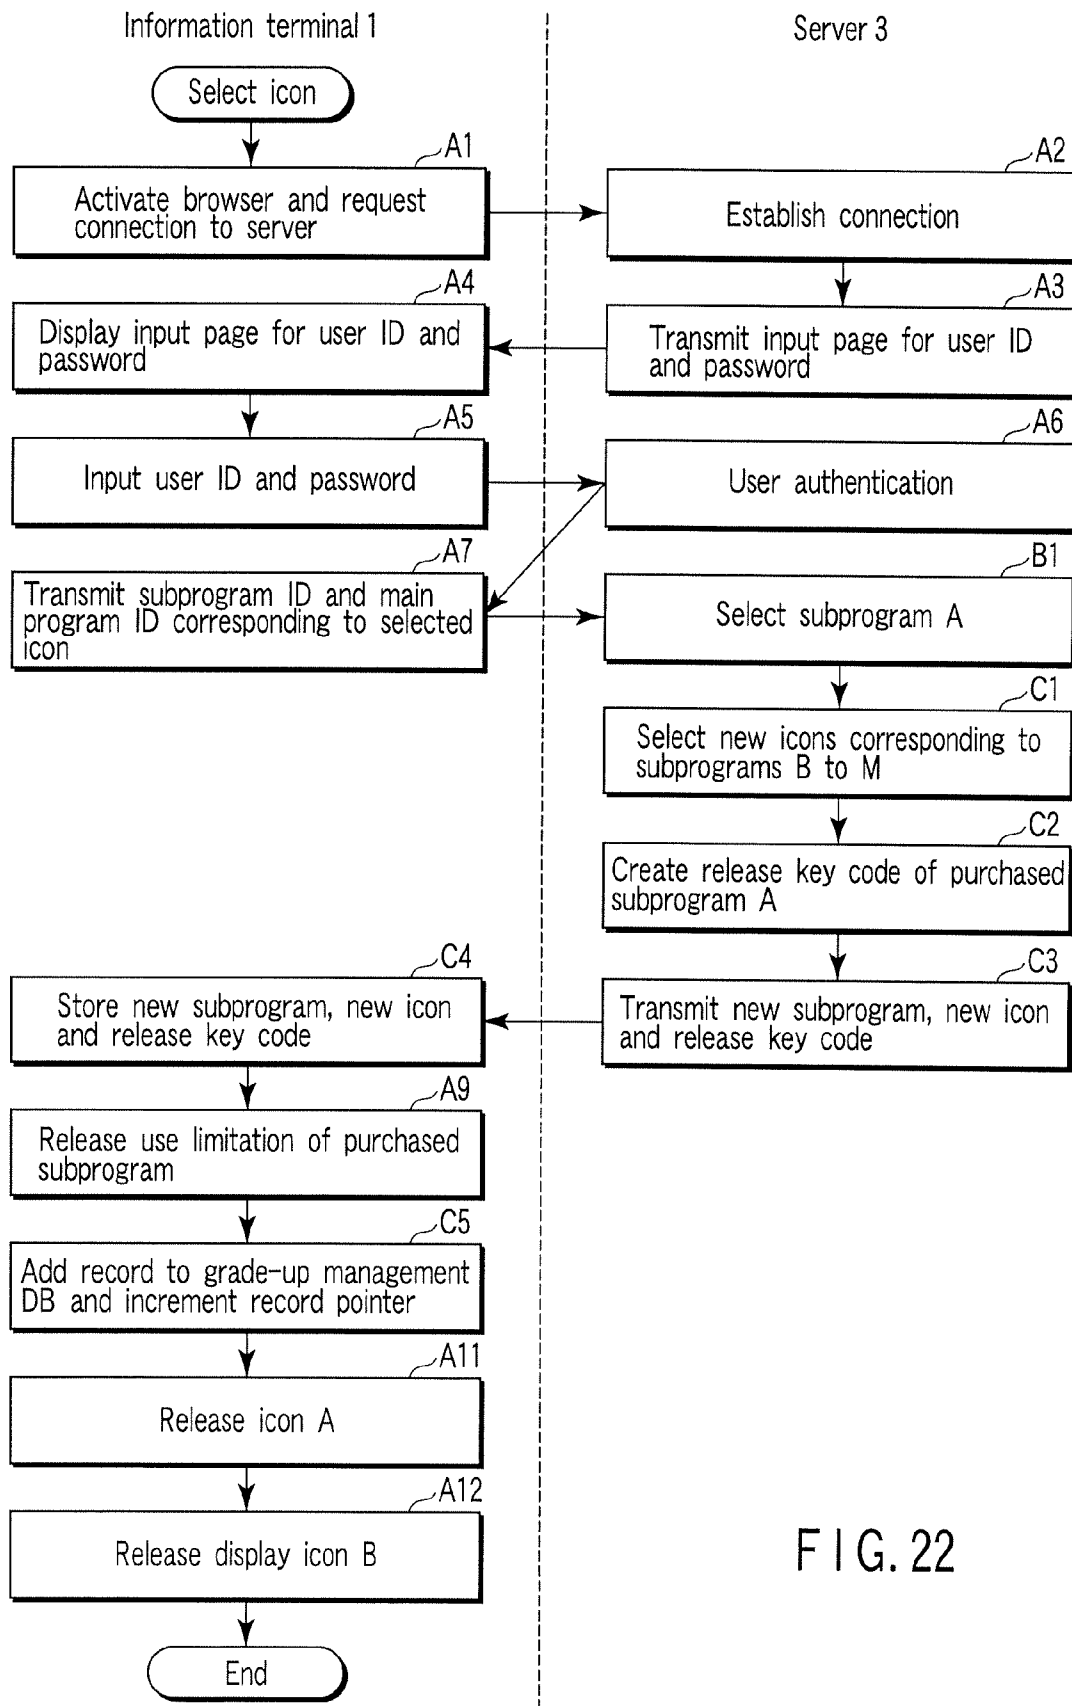 Information terminal 1
Server 3
Select icon
A1
Activate browser and request
connection to server
A2
Establish connection
A3
Transmit input page for user ID
and password
A4
Display input page for user ID and
password
A5
Input user ID and password
A6
User authentication
A7
Transmit subprogram ID and main
program ID corresponding to selected
icon
B1
Select subprogram A
C1
Select new icons corresponding to
subprograms B to M
C2
Create release key code of purchased
subprogram A
C3
Transmit new subprogram, new icon
and release key code
C4
Store new subprogram, new icon
and release key code
A9
Release use limitation of purchased
subprogram
C5
Add record to grade-up management
DB and increment record pointer
A11
Release icon A
A12
Release display icon B
End
FIG. 22